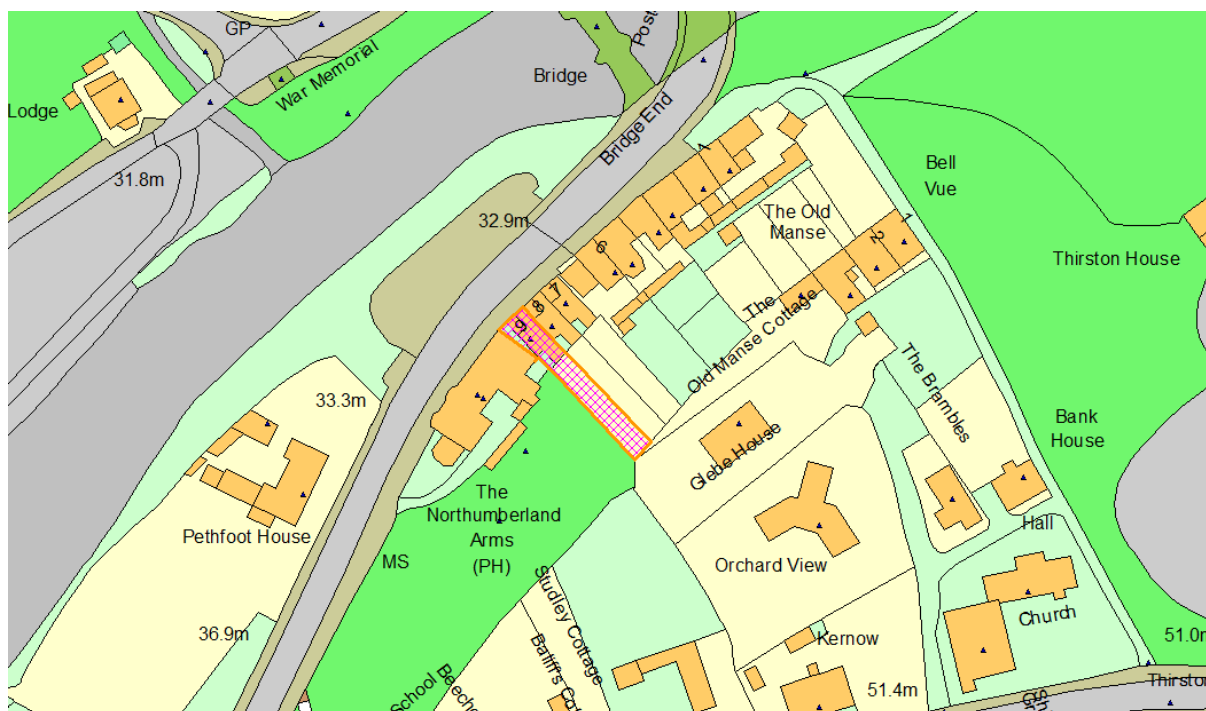 GP
War Memorial
Lodge
31.8m
Bridge
Bridge End
32.9m
Bell
Vue
1
2
The Old
Manse
Thirston House
6
7
8
9
The
Old Manse Cottage
The Brambles
33.3m
Glebe House
Bank
House
The
Northumberland
Arms
(PH)
Pethfoot House
MS
Hall
Orchard View
Studley Cottage
Church
36.9m
Kernow
51.0m
School
51.4m
Thirston